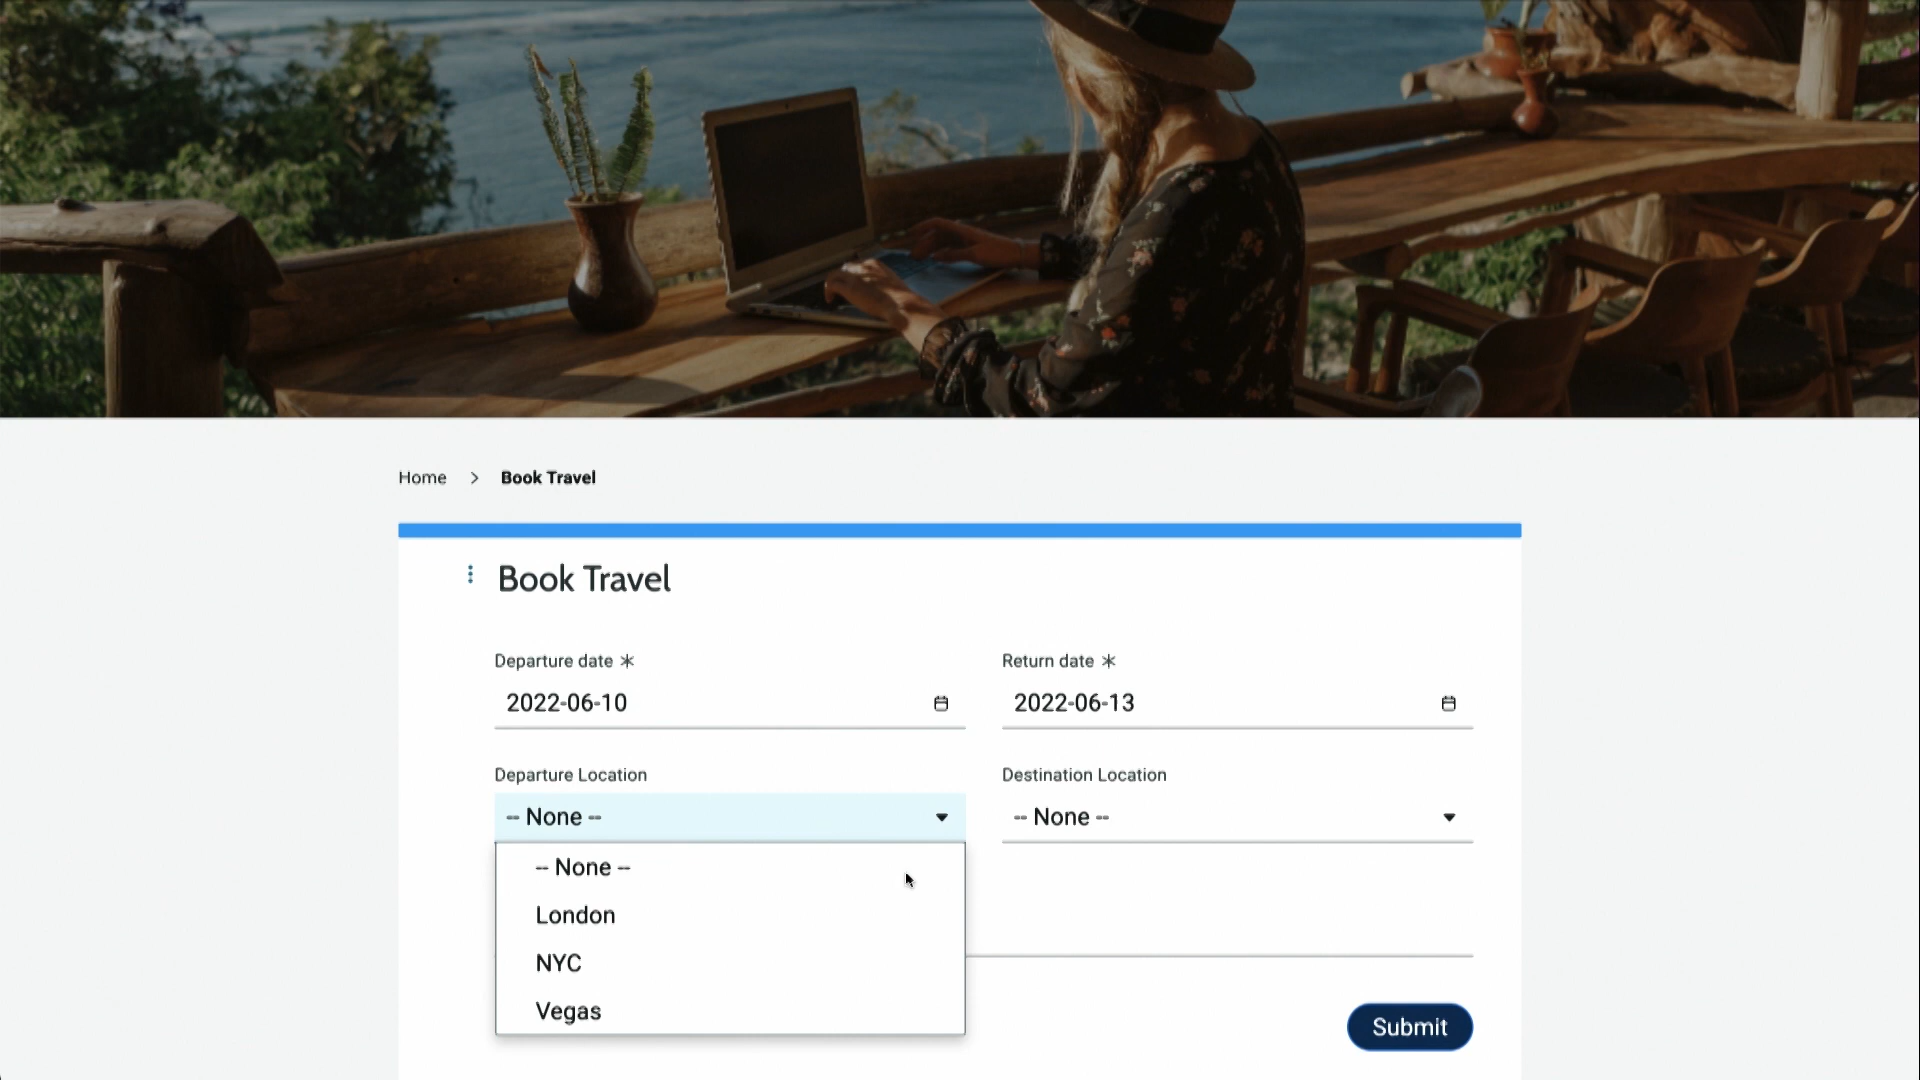 Home > Book Travel
Book Travel
Departure date * Return date *
2022-06-10 2022-06-13
Departure Location Destination Location
-- None -- -- None --
-- None --
London
NYC
Vegas
Submit